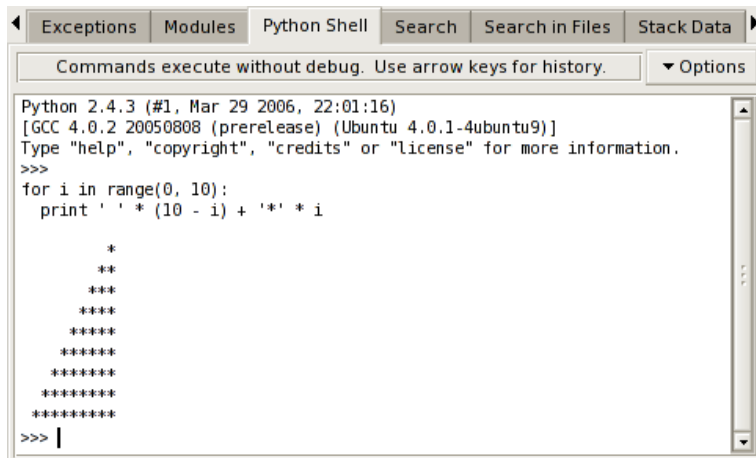 Exceptions Modules Python Shell Search Search in Files Stack Data
Commands execute without debug. Use arrow keys for history. Options
Python 2.4.3 (#1, Mar 29 2006, 22:01:16)
[GCC 4.0.2 20050808 (prerelease) (Ubuntu 4.0.1-4ubuntu9)]
Type "help", "copyright", "credits" or "license" for more information.
>>>
for i in range(0, 10):
  print ' ' * (10 - i) + '*' * i

         *
        **
       ***
      ****
     *****
    ******
   *******
  ********
 *********
>>>